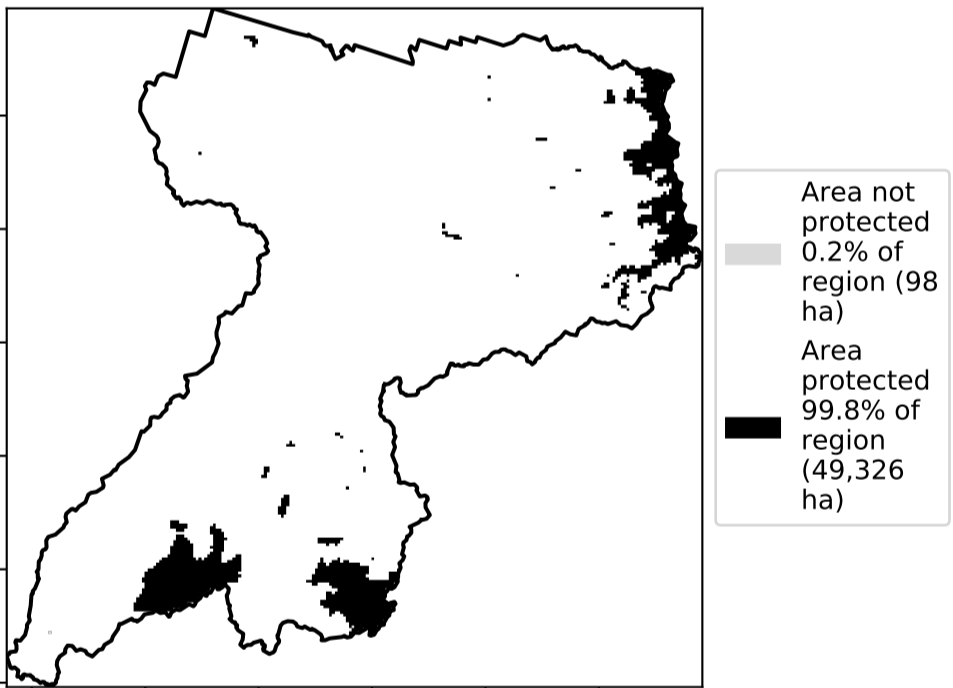 Area not
protected
0.2% of
region (98
ha)
Area
protected
99.8% of
region
(49,326
ha)